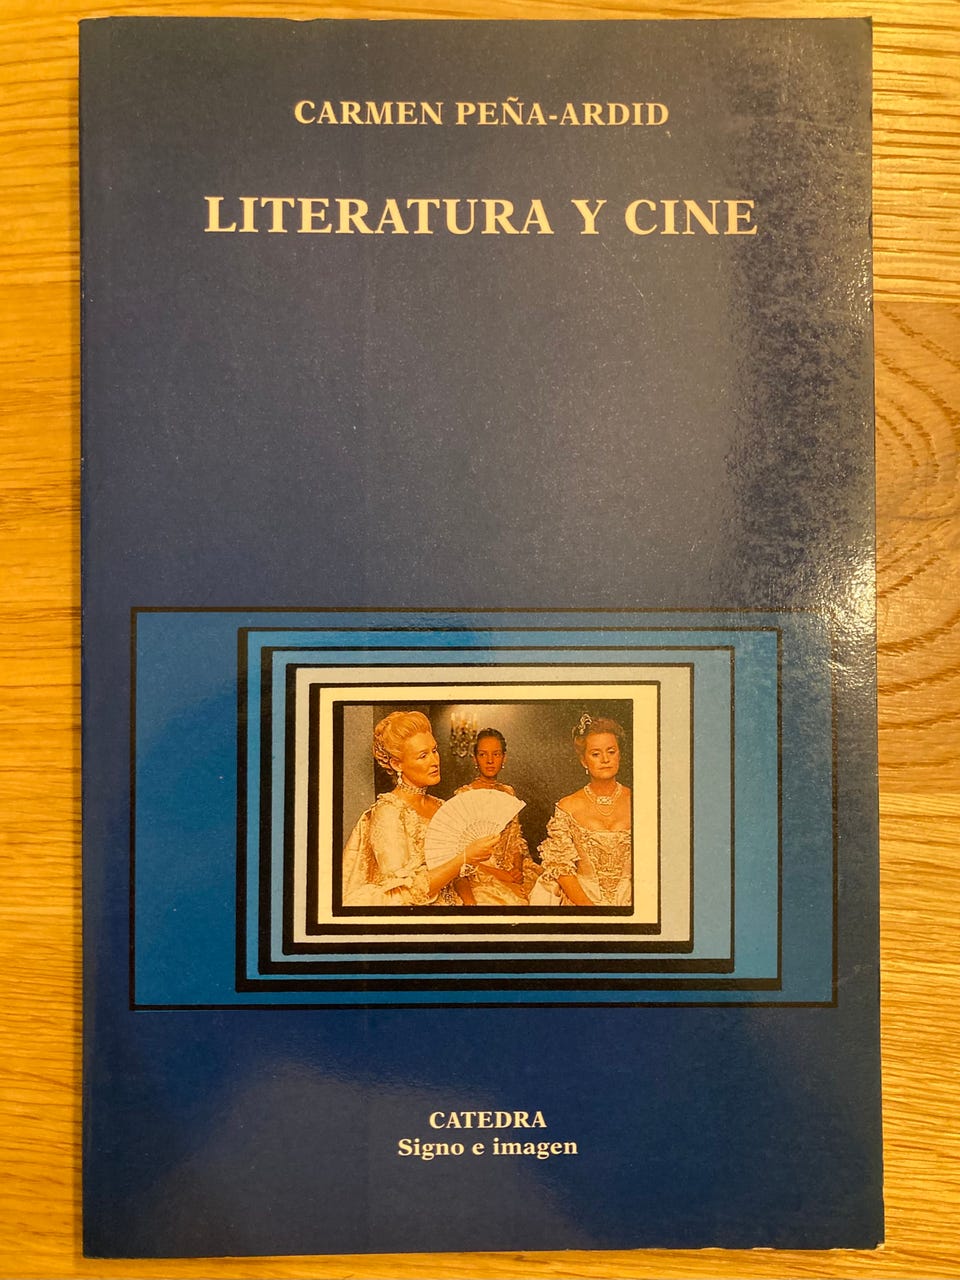 CARMEN PEÑA-ARDID
LITERATURA Y CINE
CATEDRA
Signo e imagen